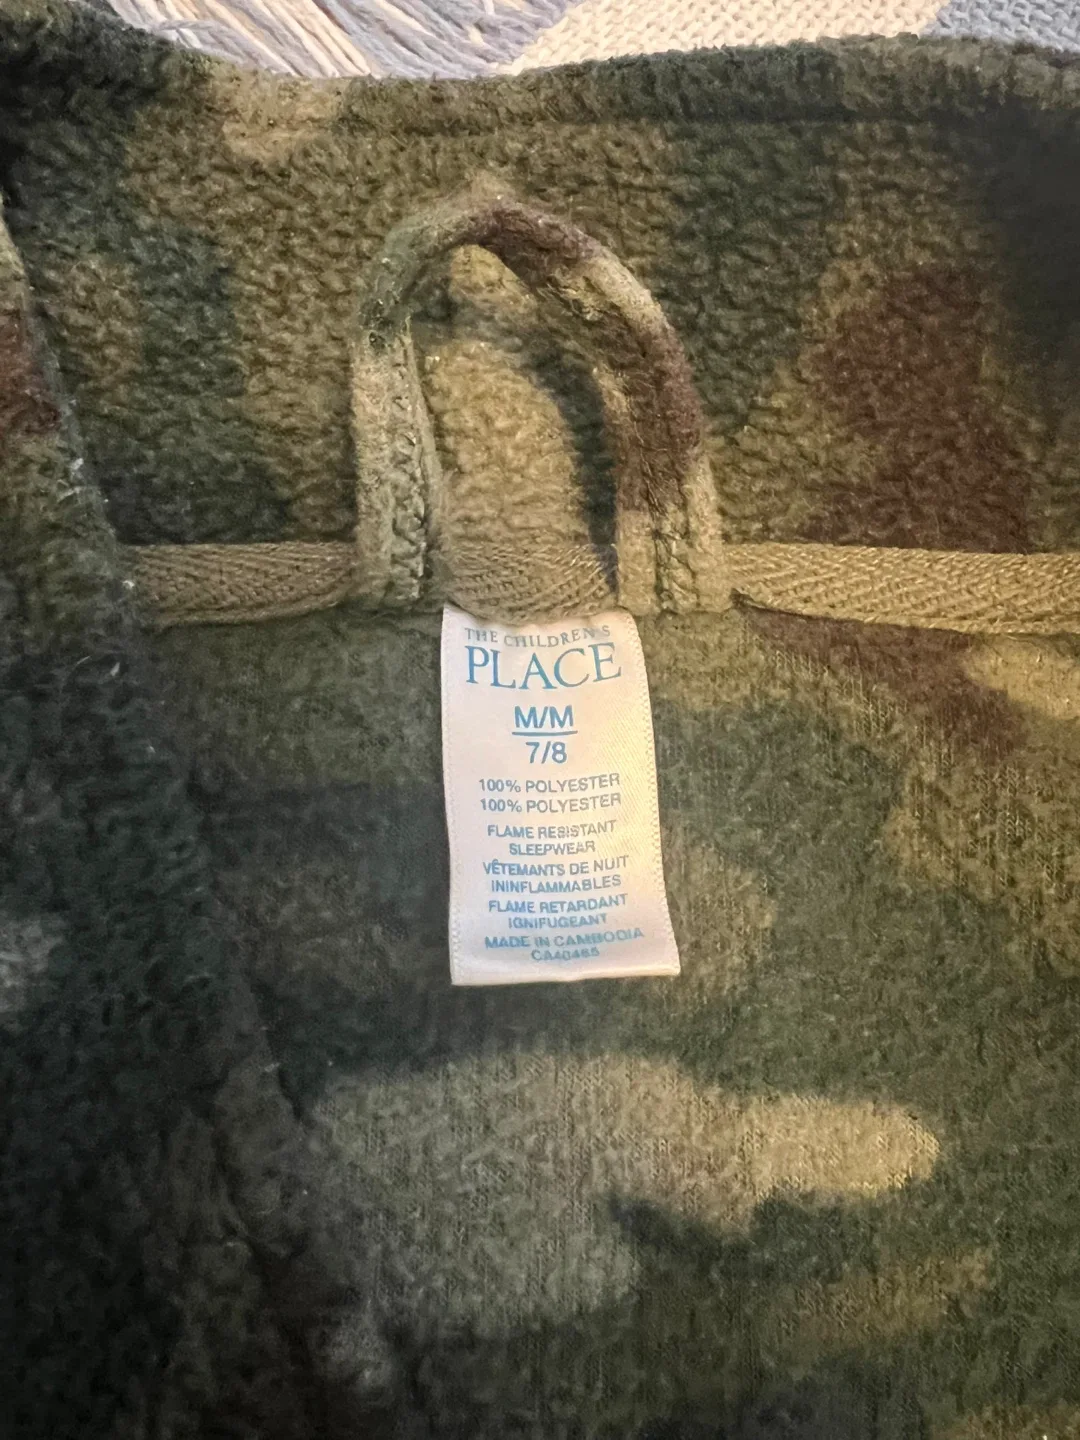 THE CHILDREN'S
PLACE
M/M
7/8
100% POLYESTER
100% POLYESTER
FLAME RESISTANT
SLEEPWEAR
VÊTEMENTS DE NUIT
ININFLAMMABLES
FLAME RETARDANT
IGNIFUGEANT
MADE IN CAMBODIA